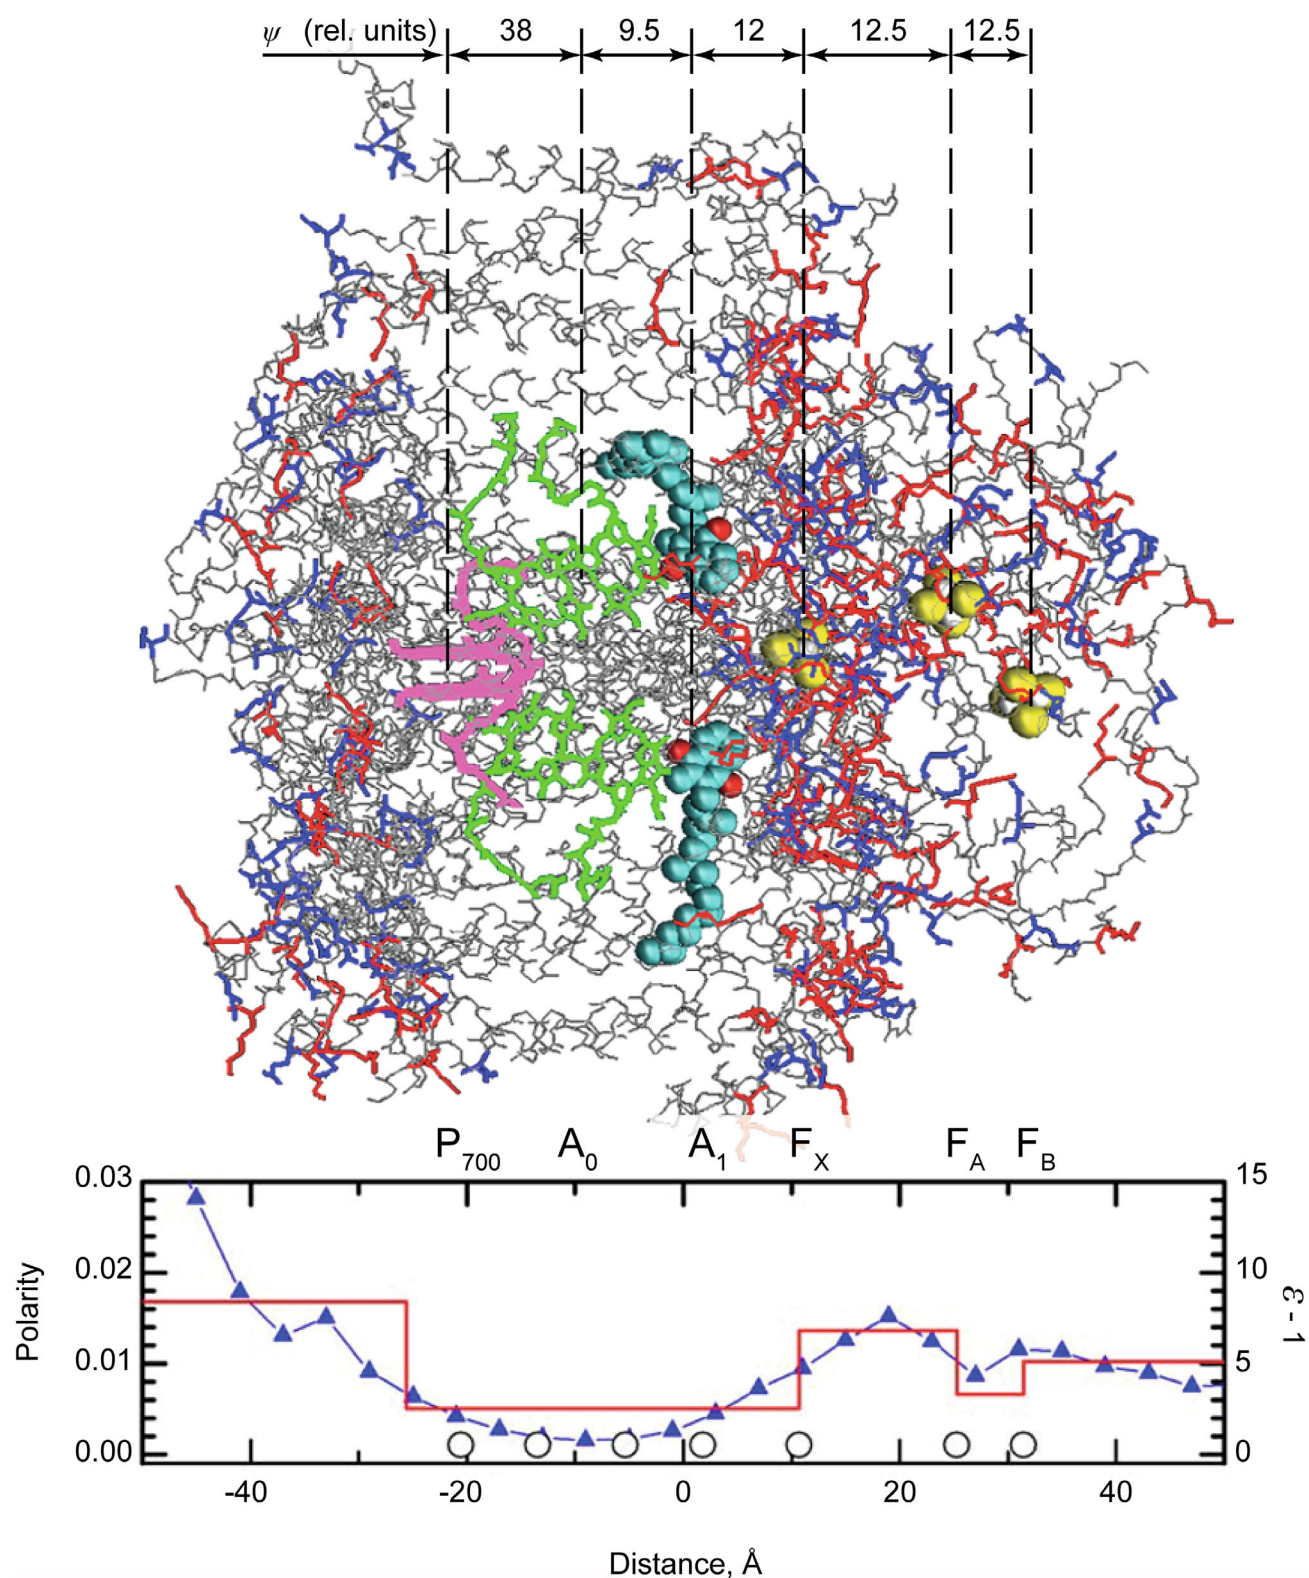 ψ (rel. units) 38 9.5 12 12.5 12.5
P700 A0 A1 FX FA FB
0.03 15
0.02 10
0.01 5
0.00 0
Polarity
ε - 1
-40 -20 0 20 40
Distance, Å